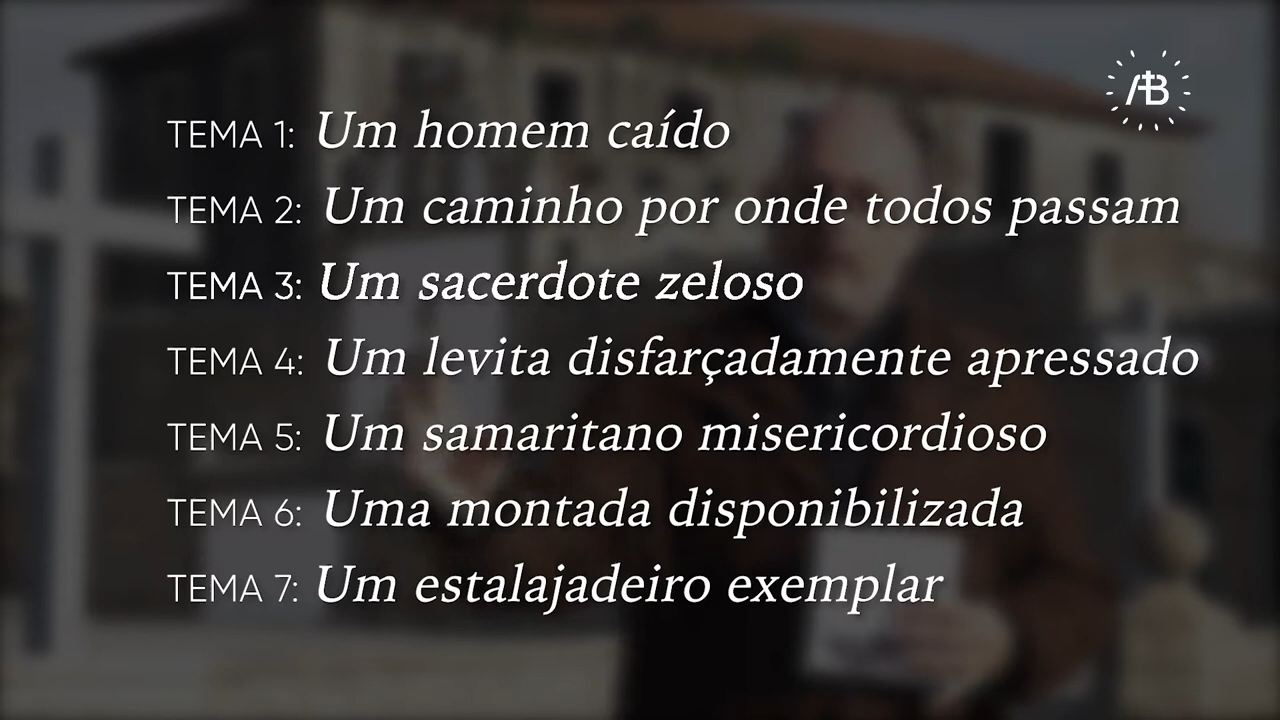 AB
TEMA 1: Um homem caído
TEMA 2: Um caminho por onde todos passam
TEMA 3: Um sacerdote zeloso
TEMA 4: Um levita disfarçadamente apressado
TEMA 5: Um samaritano misericordioso
TEMA 6: Uma montada disponibilizada
TEMA 7: Um estalajadeiro exemplar